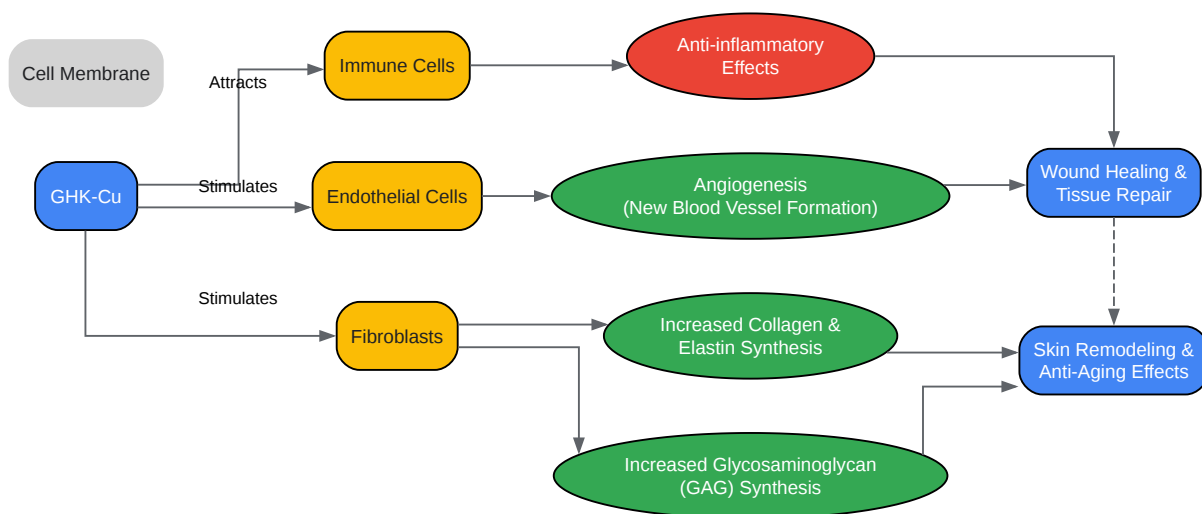 Cell Membrane
Attracts
Immune Cells
Anti-inflammatory
Effects
GHK-Cu
Stimulates
Endothelial Cells
Angiogenesis
(New Blood Vessel Formation)
Wound Healing &
Tissue Repair
Stimulates
Fibroblasts
Increased Collagen &
Elastin Synthesis
Skin Remodeling &
Anti-Aging Effects
Increased Glycosaminoglycan
(GAG) Synthesis